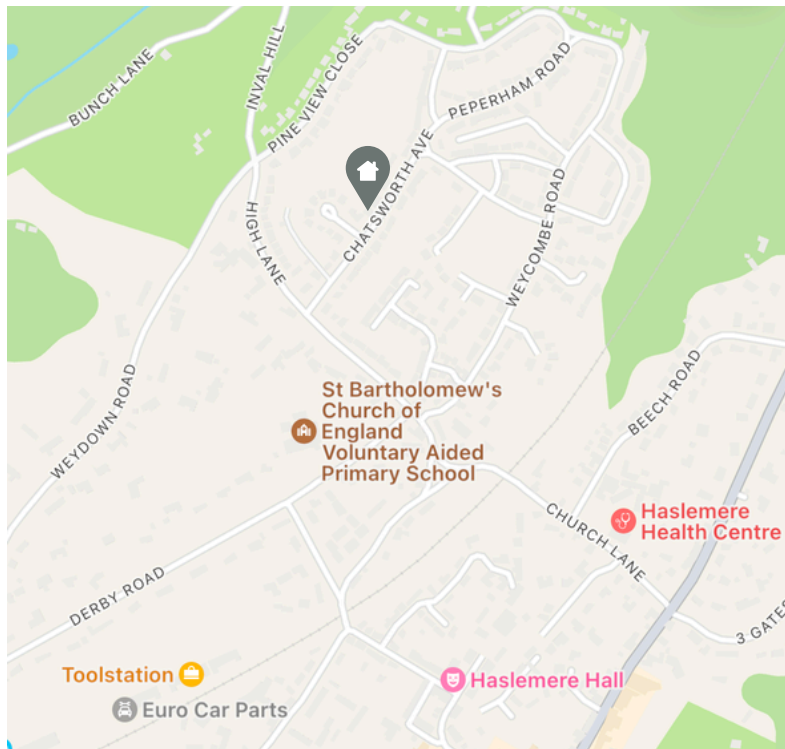 BUNCH LANE
INVAL HILL
PINE VIEW CLOSE
PEPERHAM ROAD
CHATSWORTH AVE
HIGH LANE
WEYCOMBE ROAD
WEYDOWN ROAD
St Bartholomew's
Church of
England
Voluntary Aided
Primary School
BEECH ROAD
Haslemere
Health Centre
CHURCH LANE
DERBY ROAD
3 GATES
Toolstation
Haslemere Hall
Euro Car Parts